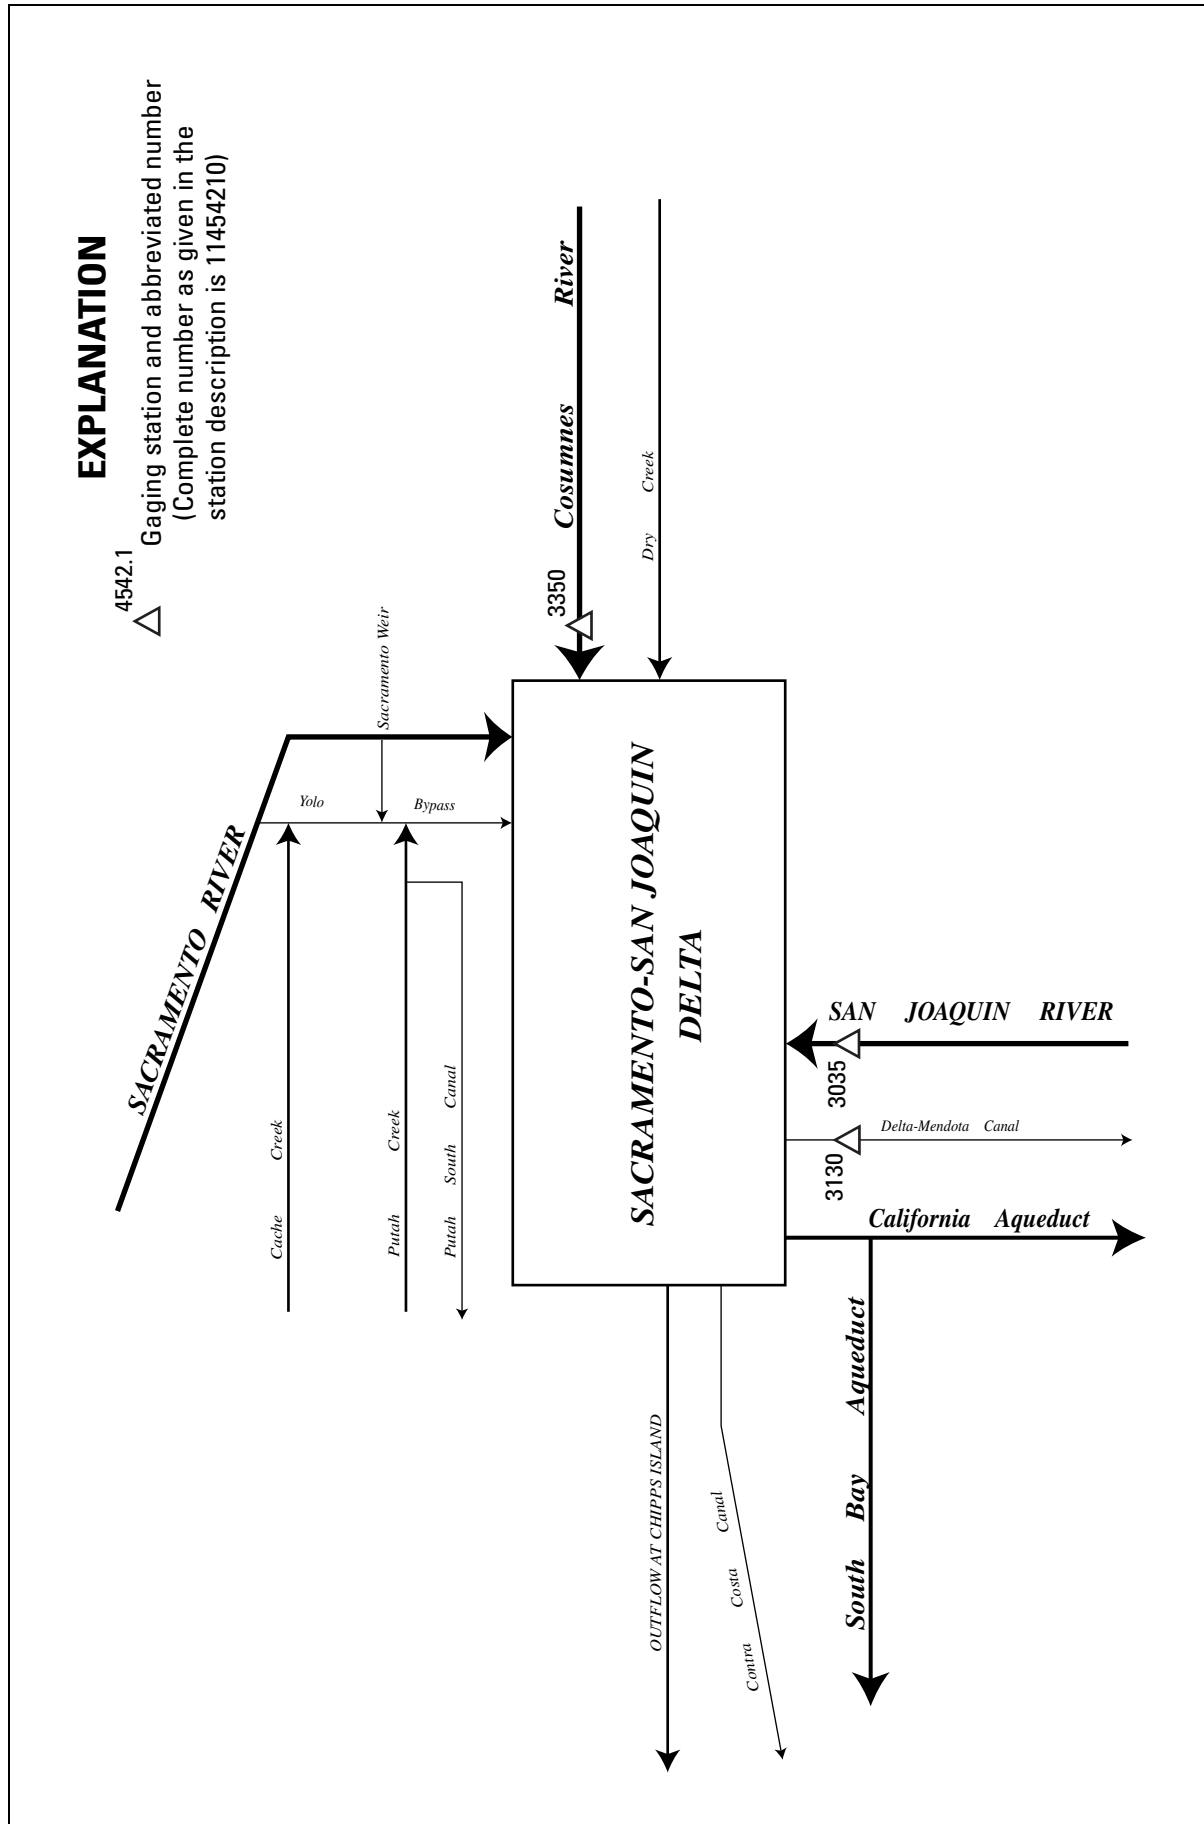 EXPLANATION
4542.1
Gaging station and abbreviated number
(Complete number as given in the
station description is 11454210)
SACRAMENTO RIVER
Yolo Bypass
Sacramento Weir
Cache Creek
Putah Creek
Putah South Canal
Cosumnes River
3350
Dry Creek
SACRAMENTO-SAN JOAQUIN
DELTA
SAN JOAQUIN RIVER
3035
Delta-Mendota Canal
3130
California Aqueduct
South Bay Aqueduct
OUTFLOW AT CHIPPS ISLAND
Contra Costa Canal